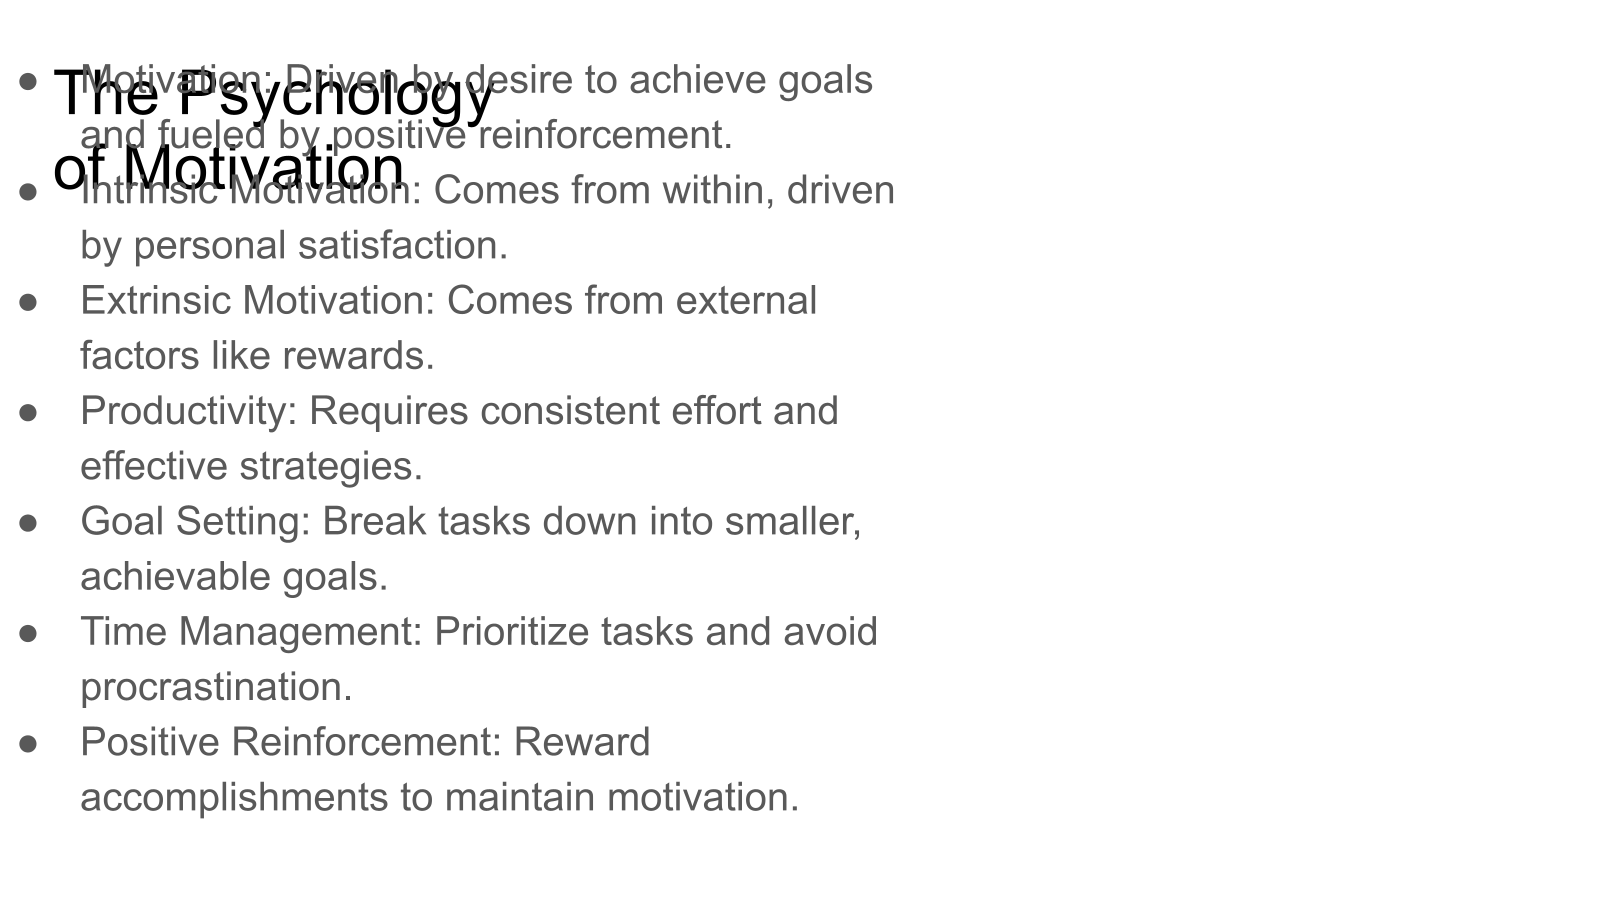 The Psychology
of Motivation
● Motivation: Driven by desire to achieve goals
and fueled by positive reinforcement.
● Intrinsic Motivation: Comes from within, driven
by personal satisfaction.
● Extrinsic Motivation: Comes from external
factors like rewards.
● Productivity: Requires consistent effort and
effective strategies.
● Goal Setting: Break tasks down into smaller,
achievable goals.
● Time Management: Prioritize tasks and avoid
procrastination.
● Positive Reinforcement: Reward
accomplishments to maintain motivation.